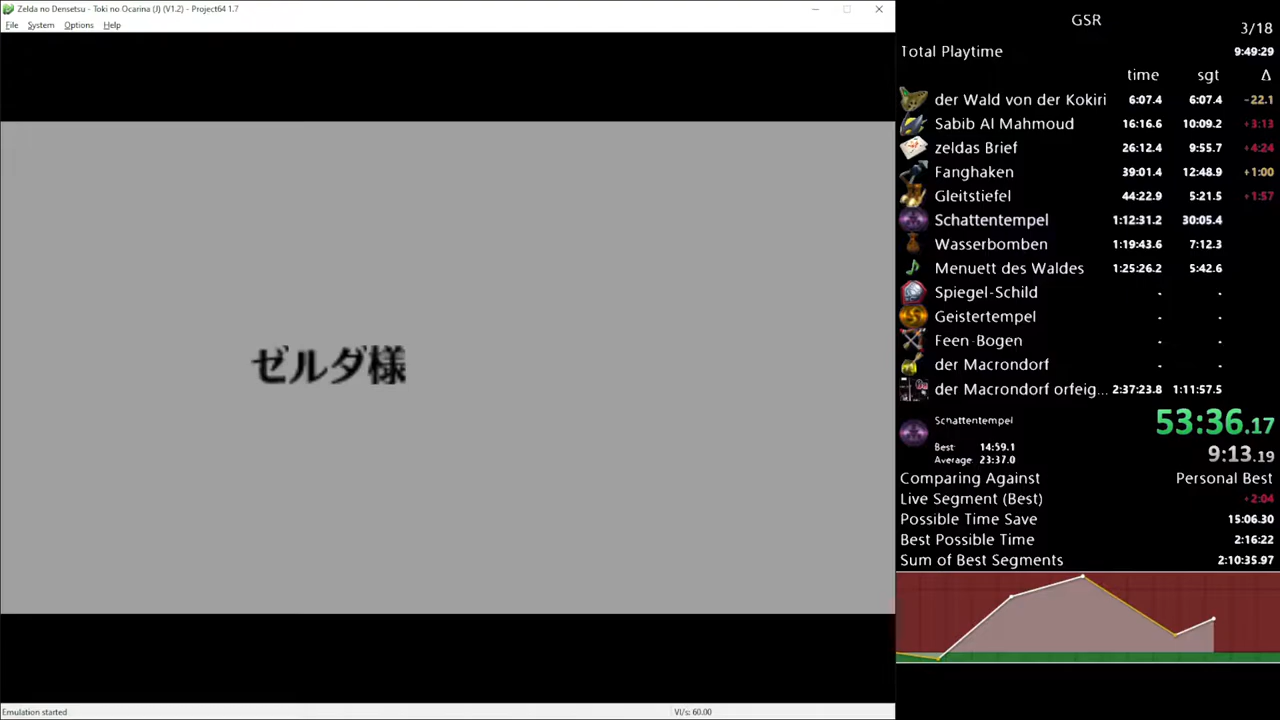 Zelda no Densetsu - Toki no Ocarina (J) (V1.2) - Project64 1.7
File System Options Help
ゼルダ様
Emulation started
VI/s: 60.00
GSR
3/18
Total Playtime 9:49:29
time sgt Δ
der Wald von der Kokiri 6:07.4 6:07.4 −22.1
Sabib Al Mahmoud 16:16.6 10:09.2 +3:13
zeldas Brief 26:12.4 9:55.7 +4:24
Fanghaken 39:01.4 12:48.9 +1:00
Gleitstiefel 44:22.9 5:21.5 +1:57
Schattentempel 1:12:31.2 30:05.4
Wasserbomben 1:19:43.6 7:12.3
Menuett des Waldes 1:25:26.2 5:42.6
Spiegel-Schild - -
Geistertempel - -
Feen-Bogen - -
der Macrondorf - -
der Macrondorf orfeig... 2:37:23.8 1:11:57.5
Schattentempel 53:36.17
Best: 14:59.1 9:13.19
Average: 23:37.0
Comparing Against Personal Best
Live Segment (Best) +2:04
Possible Time Save 15:06.30
Best Possible Time 2:16:22
Sum of Best Segments 2:10:35.97